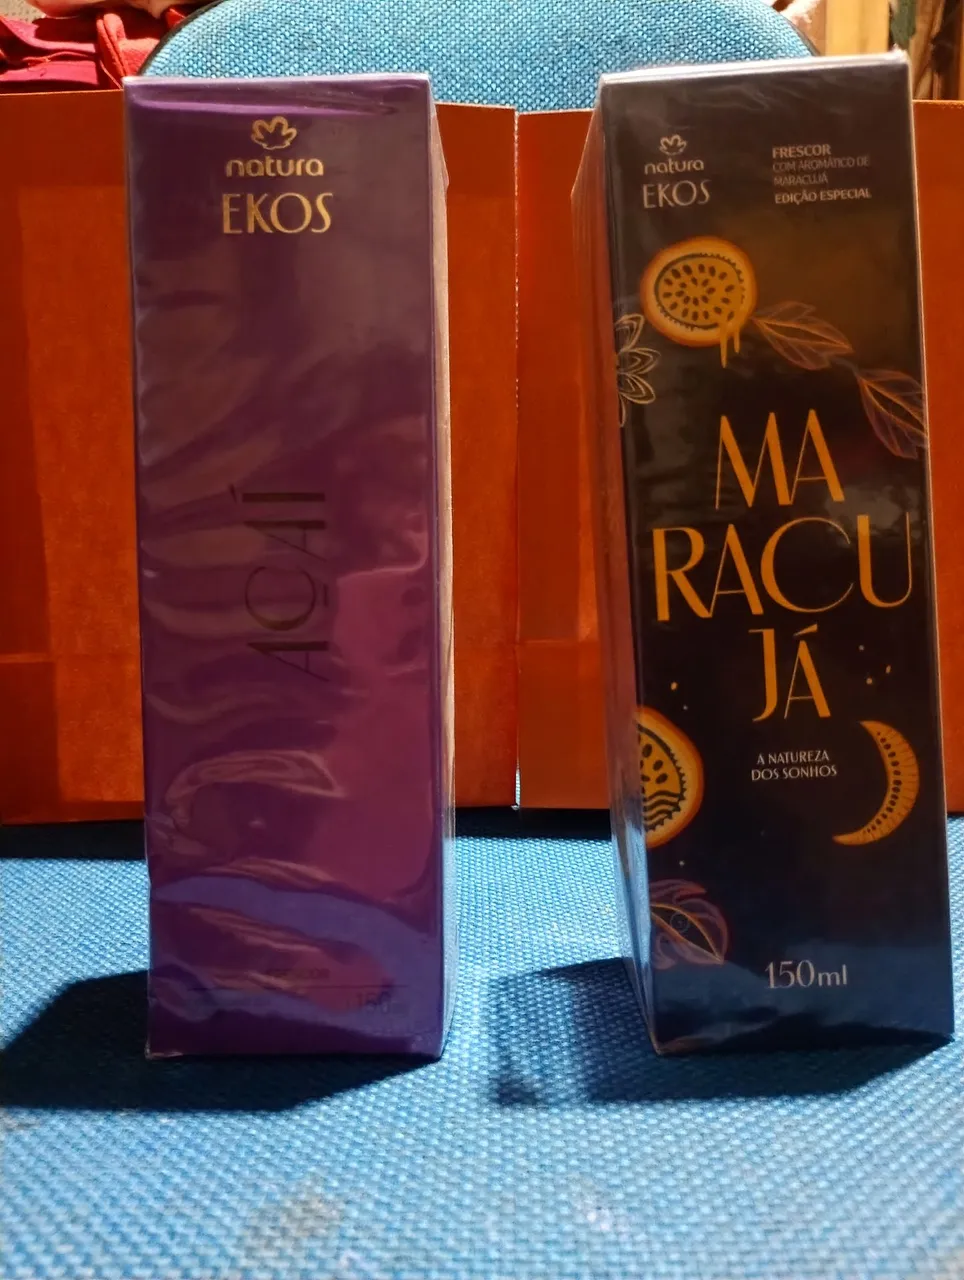 natura
EKOS
AÇAÍ
FRESCOR
150ml
natura
EKOS
FRESCOR
COM AROMÁTICO DE
MARACUJÁ
EDIÇÃO ESPECIAL
MA
RACU
JÁ
A NATUREZA
DOS SONHOS
150ml